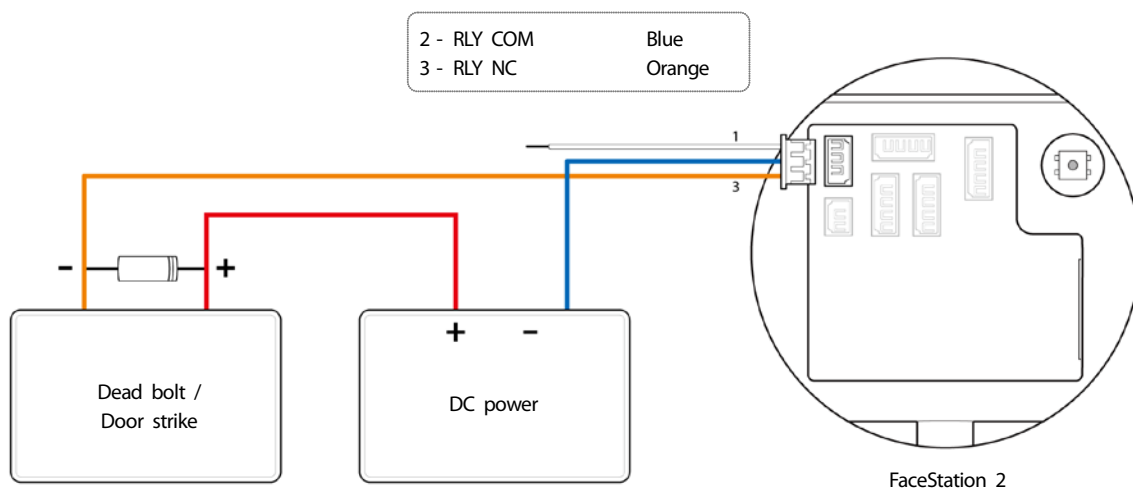 2 - RLY COM Blue
3 - RLY NC Orange
1
3
- +
+ -
Dead bolt /
Door strike
DC power
FaceStation 2